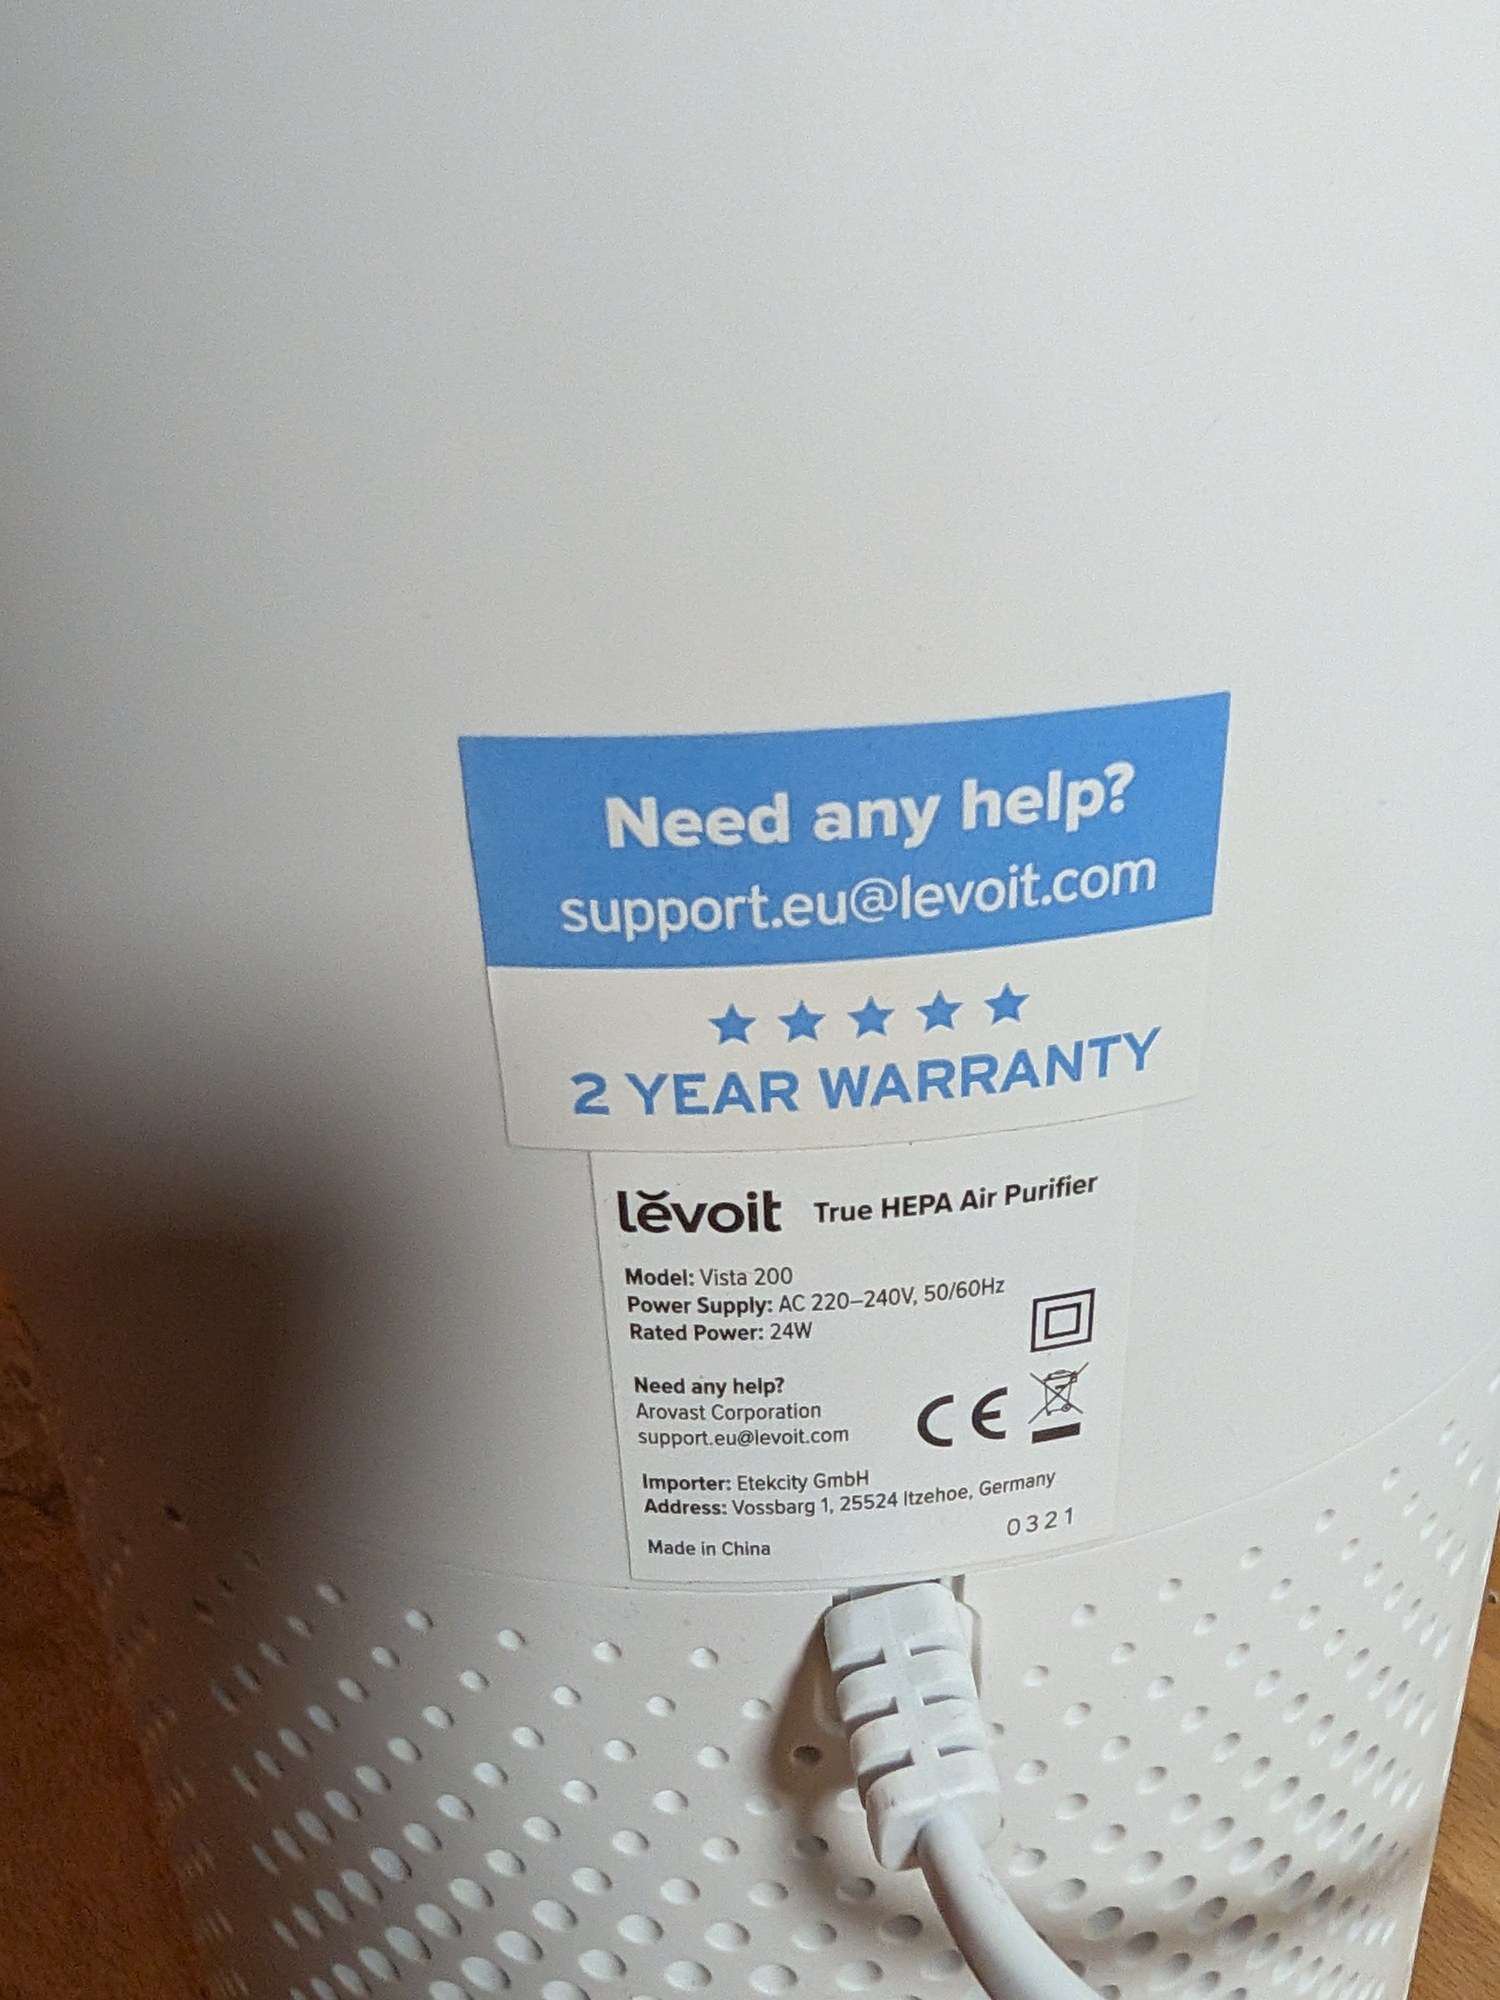 Need any help?
support.eu@levoit.com
2 YEAR WARRANTY
levoit True HEPA Air Purifier
Model: Vista 200
Power Supply: AC 220–240V, 50/60Hz
Rated Power: 24W
Need any help?
Arovast Corporation
support.eu@levoit.com
CE
Importer: Etekcity GmbH
Address: Vossbarg 1, 25524 Itzehoe, Germany
0321
Made in China